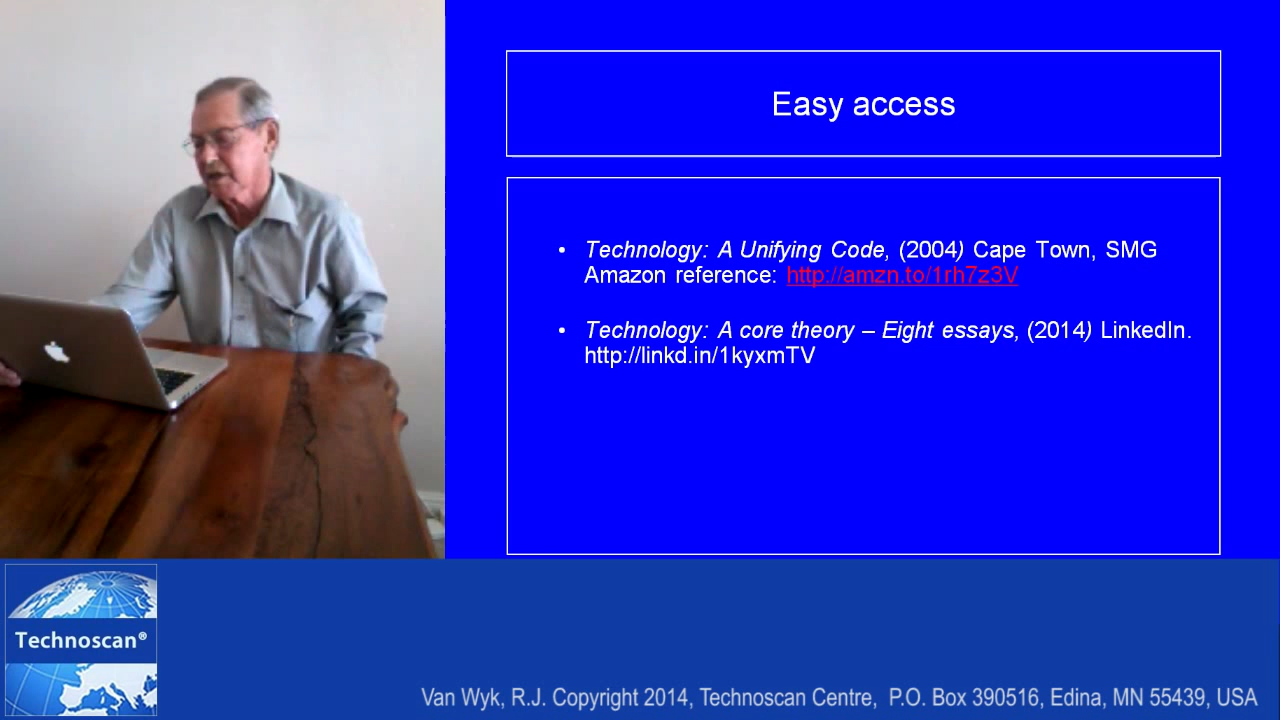 Easy access
• Technology: A Unifying Code, (2004) Cape Town, SMG
Amazon reference: http://amzn.to/1rh7z3V
• Technology: A core theory – Eight essays, (2014) LinkedIn.
http://linkd.in/1kyxmTV
Technoscan®
Van Wyk, R.J. Copyright 2014, Technoscan Centre, P.O. Box 390516, Edina, MN 55439, USA